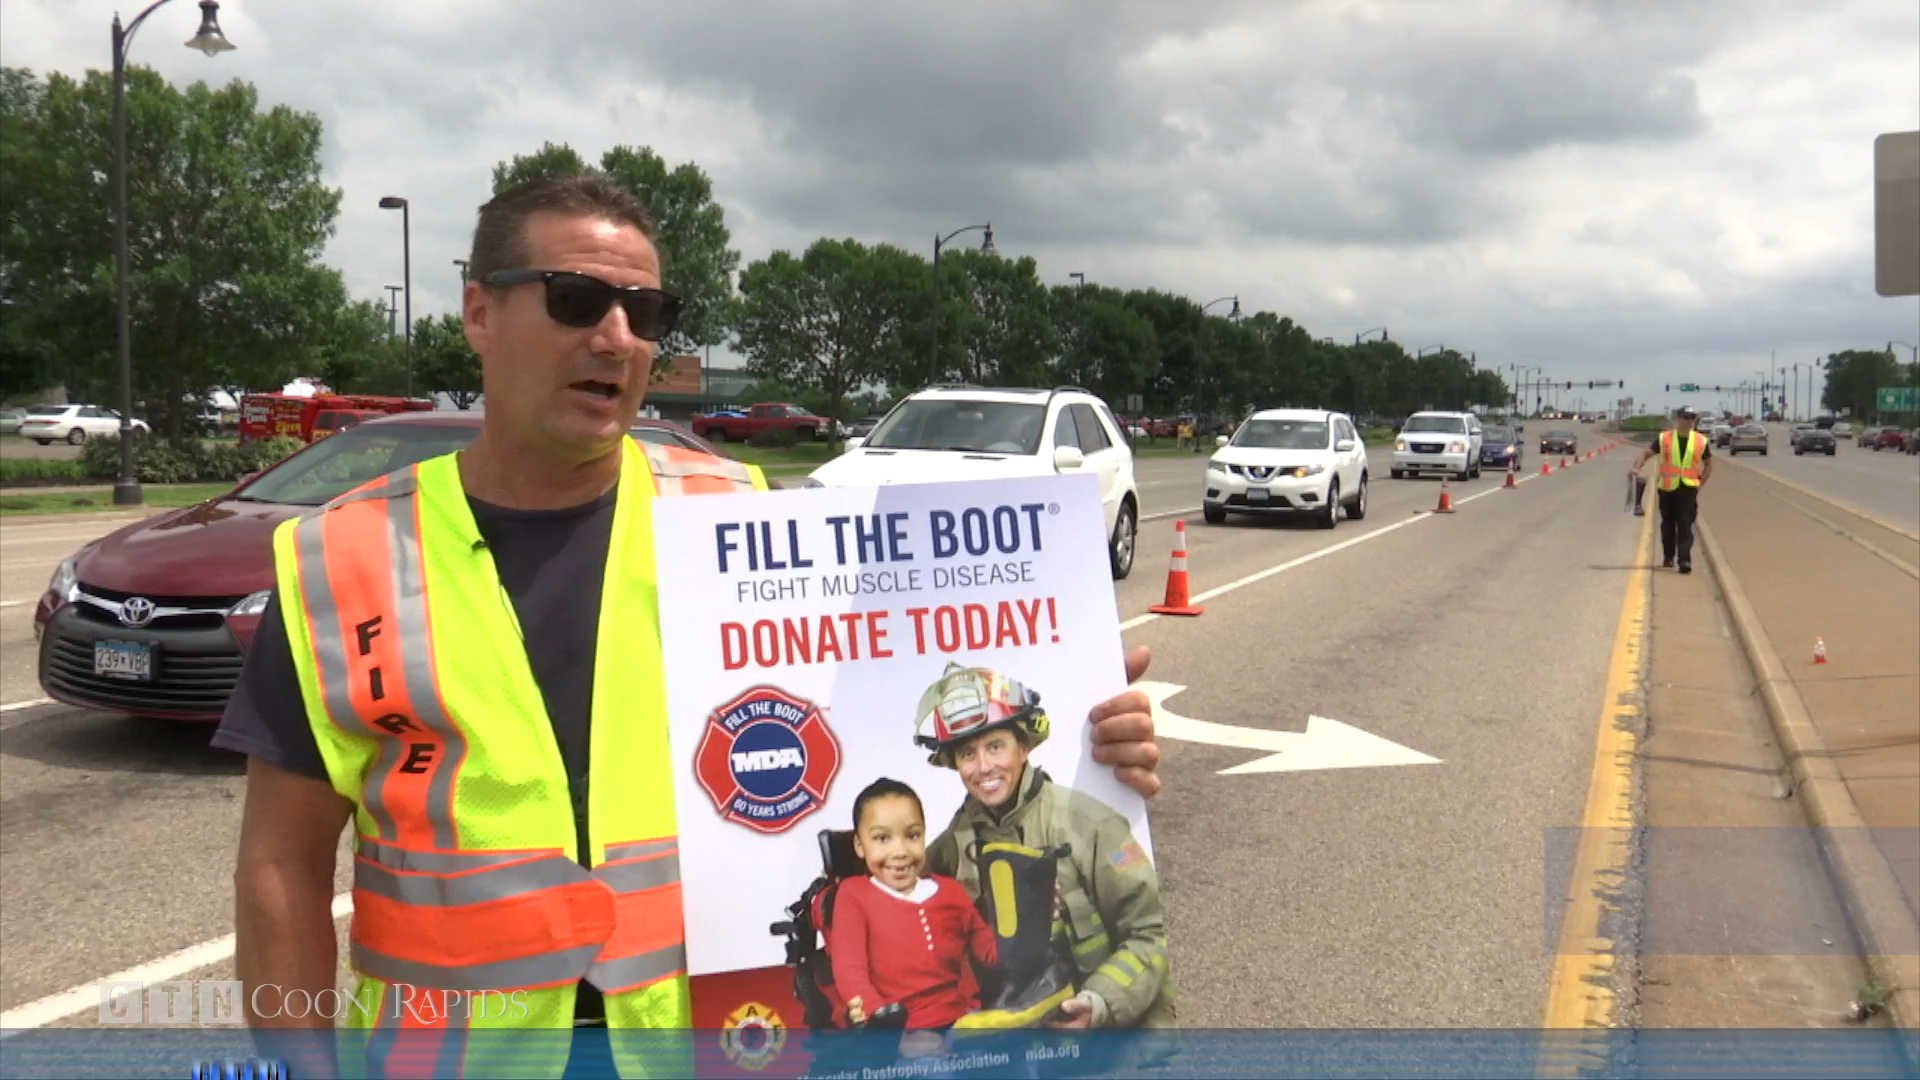 FILL THE BOOT®
FIGHT MUSCLE DISEASE
DONATE TODAY!
FILL THE BOOT
MDA
60 YEARS STRONG
FIRE
239 VBP
Muscular Dystrophy Association mda.org
CTN COON RAPIDS